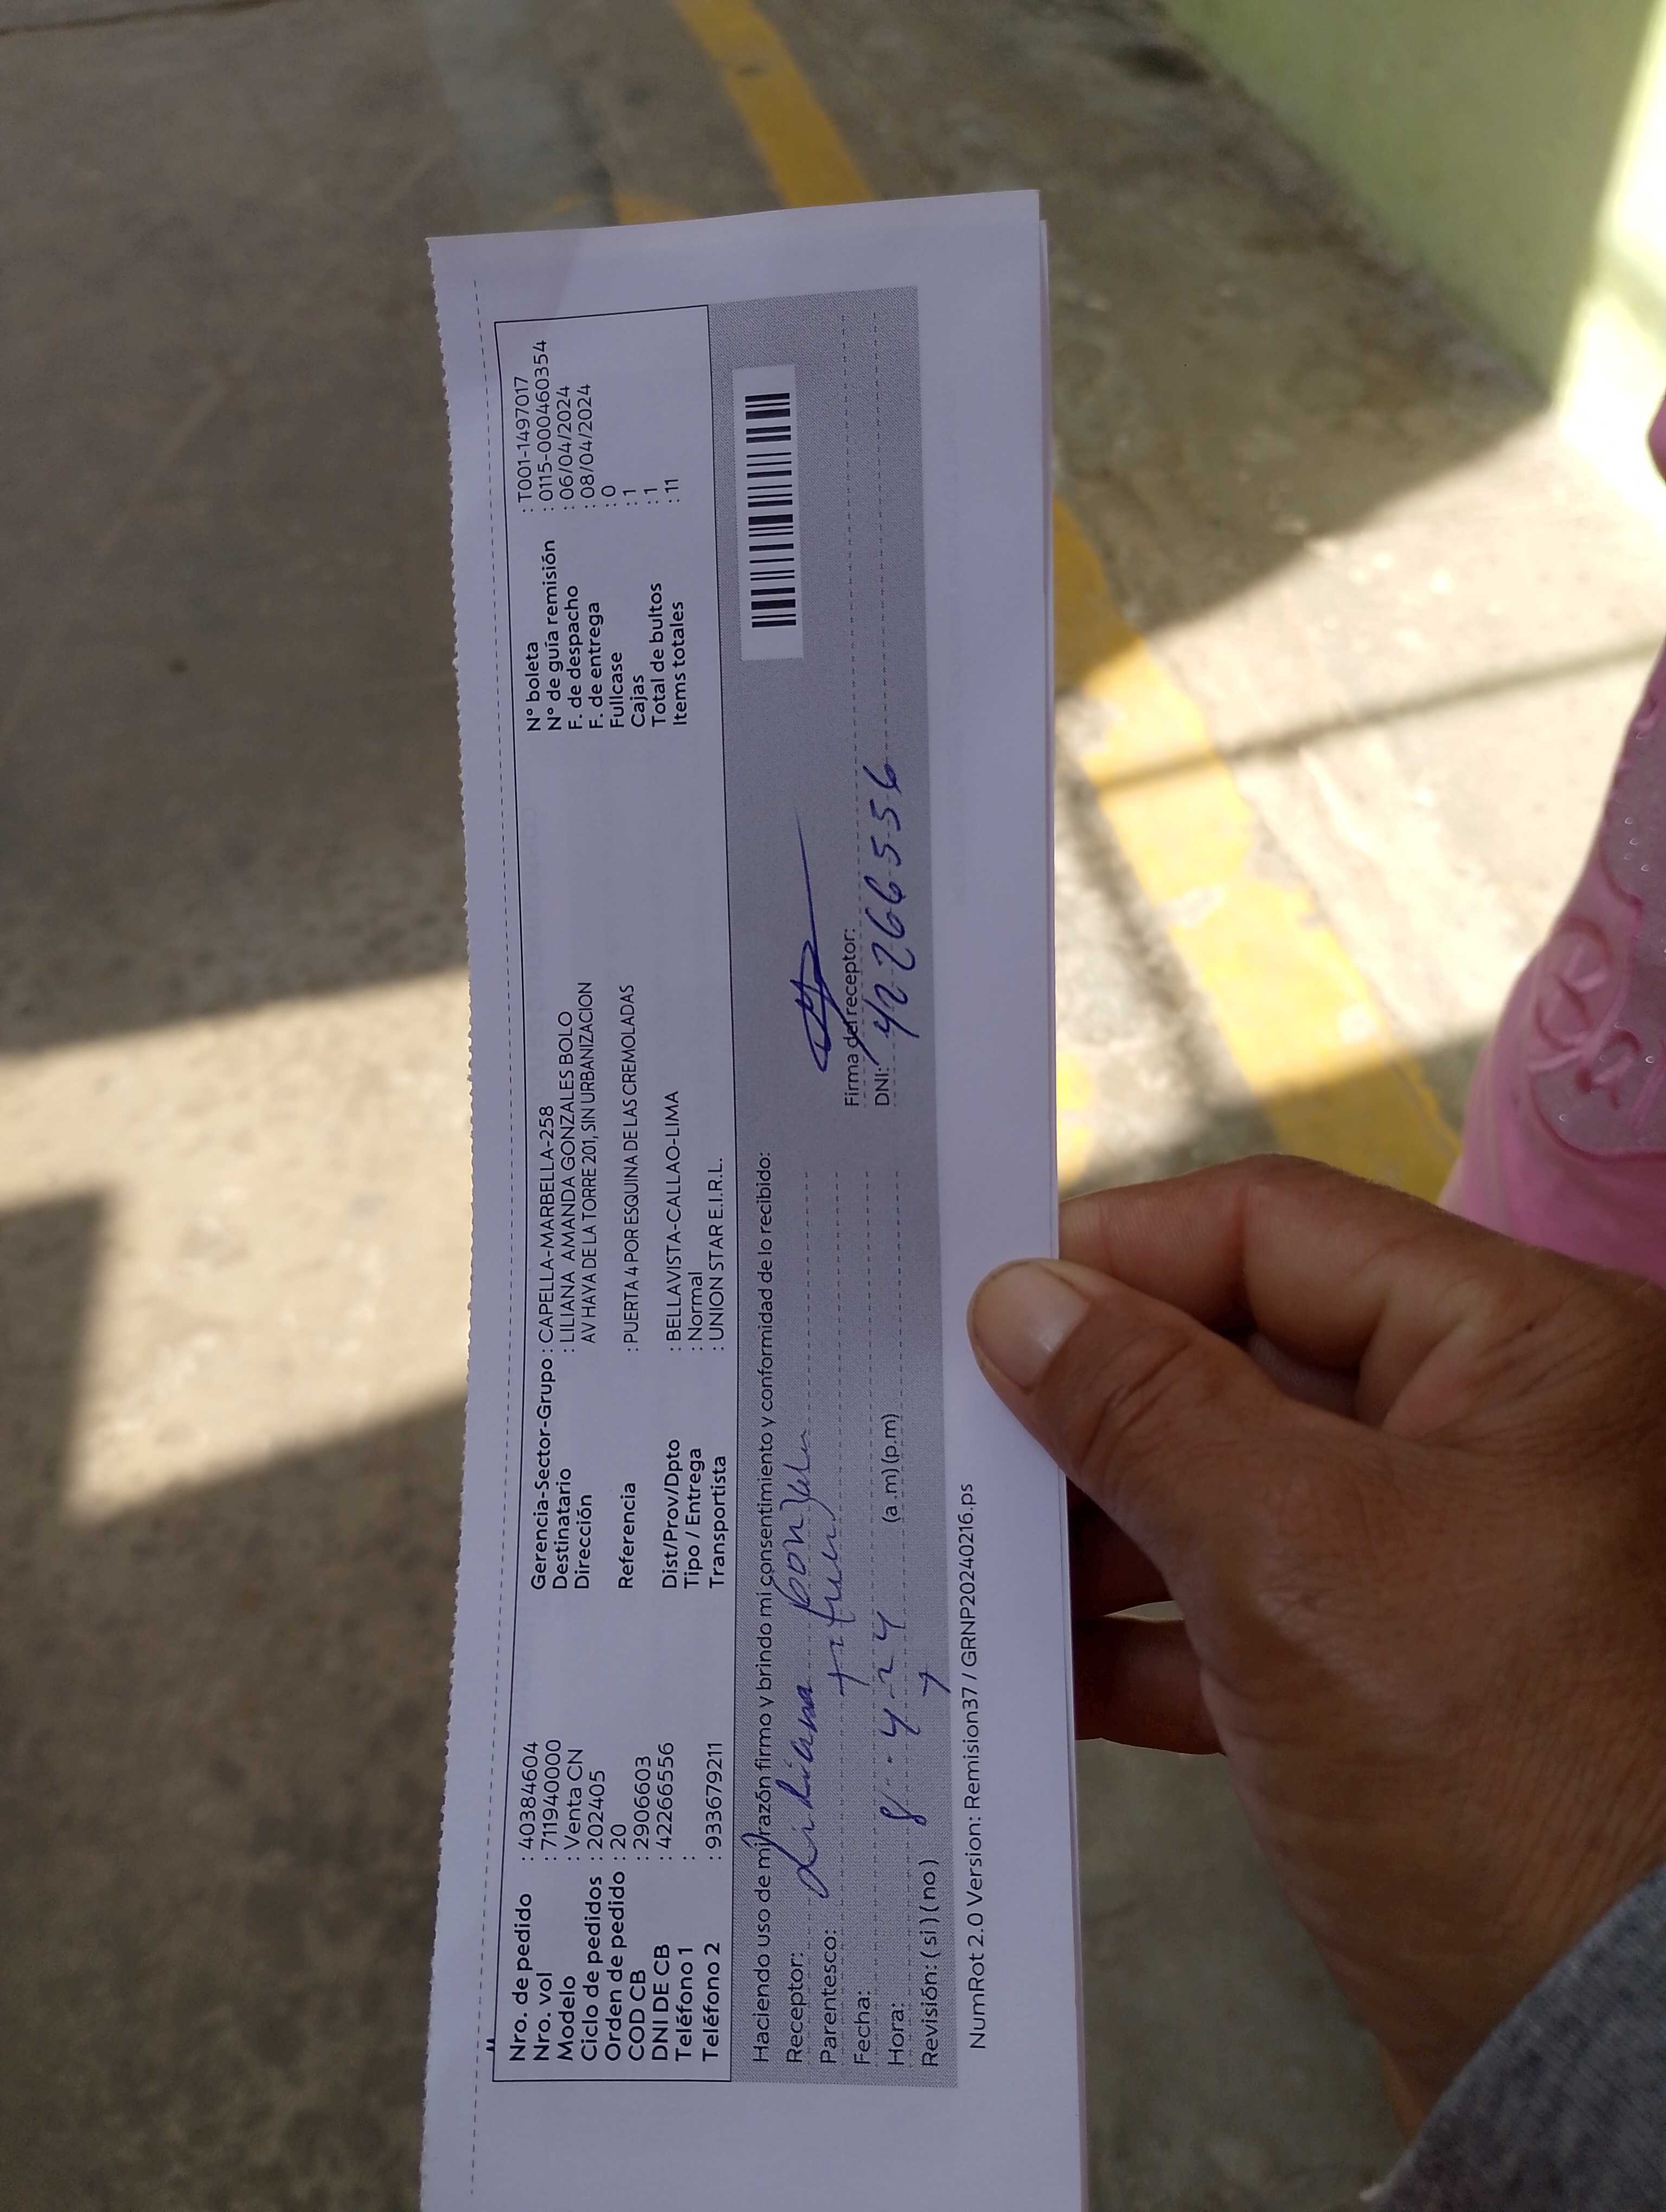 Nro. de pedido : 40384604
Nro. vol : 711940000
Modelo : Venta CN
Ciclo de pedidos : 202405
Orden de pedido : 20
COD CB : 2906603
DNI DE CB : 42266556
Teléfono 1 :
Teléfono 2 : 933679211
Gerencia-Sector-Grupo : CAPELLA-MARBELLA-258
Destinatario : LILIANA AMANDA GONZALES BOLO
Dirección AV HAYA DE LA TORRE 201, SIN URBANIZACION
Referencia : PUERTA 4 POR ESQUINA DE LAS CREMOLADAS
Dist/Prov/Dpto : BELLAVISTA-CALLAO-LIMA
Tipo / Entrega : Normal
Transportista : UNION STAR E.I.R.L.
N° boleta : T001-1497017
N° de guía remisión : 0115-000460354
F. de despacho : 06/04/2024
F. de entrega : 08/04/2024
Fullcase : 0
Cajas : 1
Total de bultos : 1
Items totales : 11
Haciendo uso de mi razón firmo y brindo mi consentimiento y conformidad de lo recibido:
Receptor: Liliana
Parentesco:
Fecha: 8-4-24
Hora: (a.m)(p.m)
Revisión: (si)(no)
Firma del receptor:
DNI: 42266556
NumRot 2.0 Version: Remision37 / GRNP20240216.ps